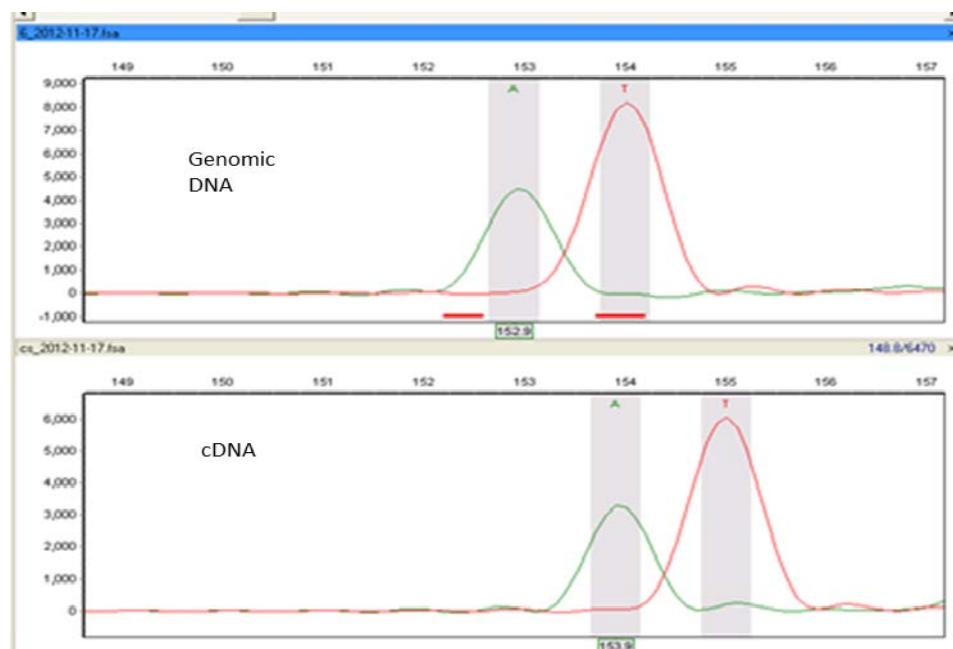 6_2012-11-17.fsa
149 150 151 152 153 154 155 156 157
9,000
8,000
7,000
6,000
5,000
4,000
3,000
2,000
1,000
0
-1,000
A T
Genomic
DNA
152.9
cs_2012-11-17.fsa 148.8/6470 ×
149 150 151 152 153 154 155 156 157
6,000
5,000
4,000
3,000
2,000
1,000
0
A T
cDNA
153.9